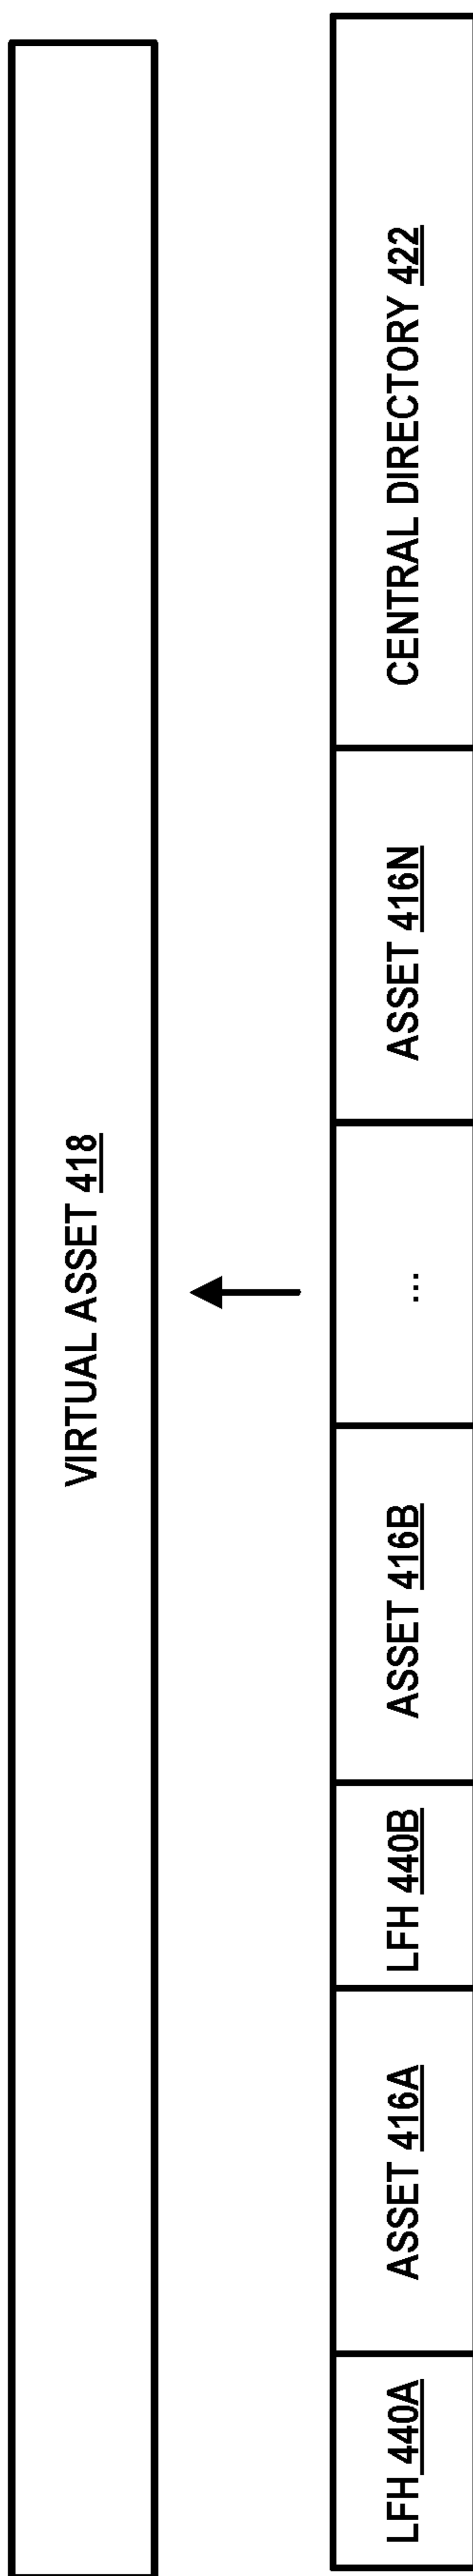 VIRTUAL ASSET 418
LFH 440A
ASSET 416A
LFH 440B
ASSET 416B
...
ASSET 416N
CENTRAL DIRECTORY 422